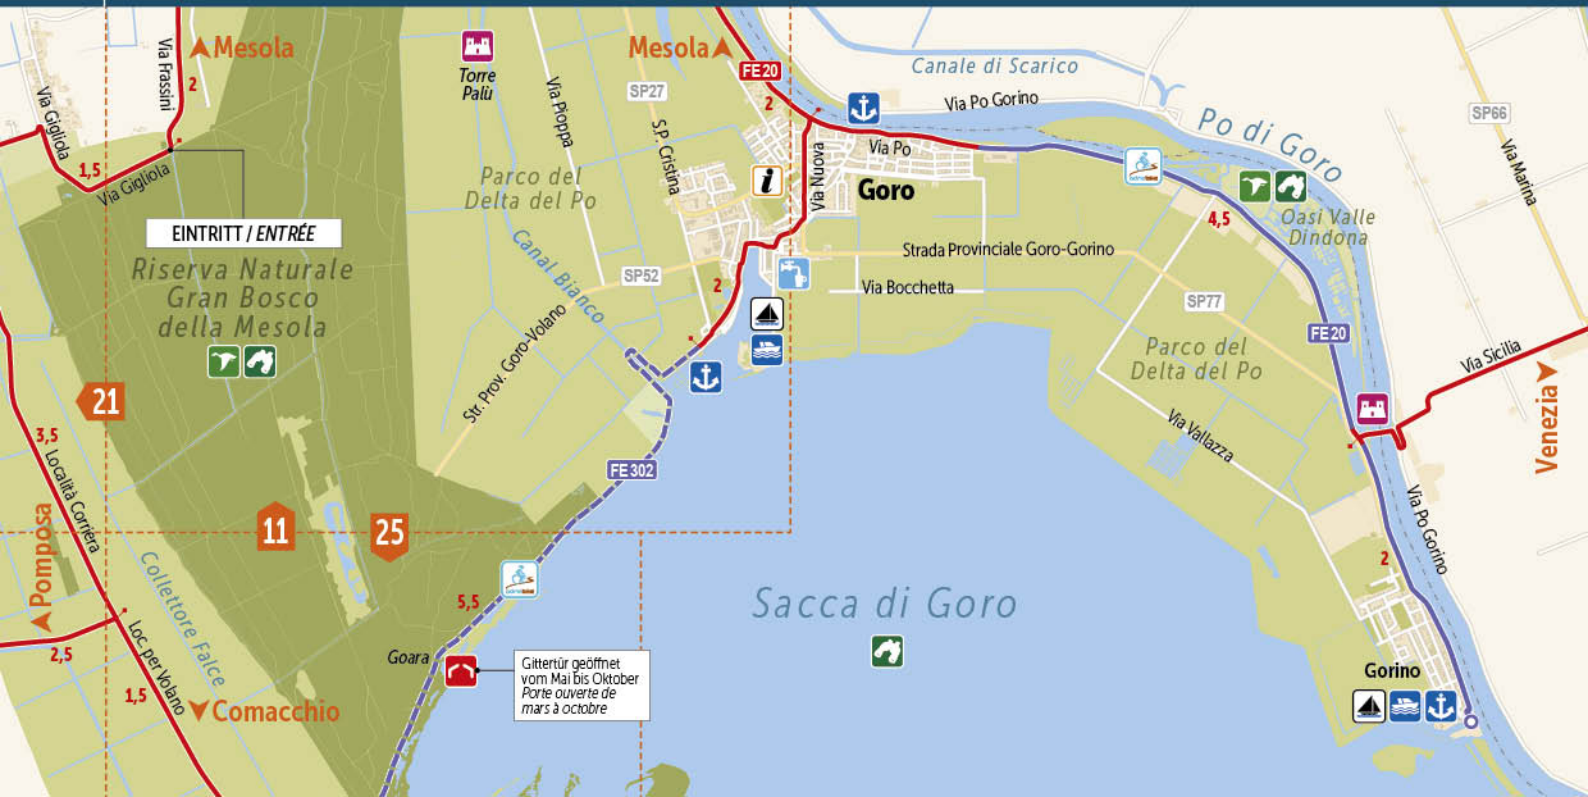 Via Gigliola
Via Frassini
Mesola
2
1,5
Via Gigliola
EINTRITT / ENTRÉE
Riserva Naturale
Gran Bosco
della Mesola
21
3,5
Località Corriera
Pomposa
2,5
Collettore Falce
Loc. per Volano
1,5
Comacchio
11
25
Torre
Palù
Via Pioppa
Parco del
Delta del Po
Canal Bianco
Str. Prov. Goro-Volano
SP27
S.P. Cristina
SP52
Mesola
FE20
2
i
Via Nuova
Via Po
Goro
2
FE302
5,5
Goara
Gittertür geöffnet
vom Mai bis Oktober
Porte ouverte de
mars à octobre
Canale di Scarico
Via Po Gorino
Po di Goro
SP66
Via Marina
4,5
Oasi Valle
Dindona
Strada Provinciale Goro-Gorino
Via Bocchetta
SP77
FE20
Parco del
Delta del Po
Via Vallazza
Via Sicilia
Venezia
Via Po Gorino
2
Sacca di Goro
Gorino